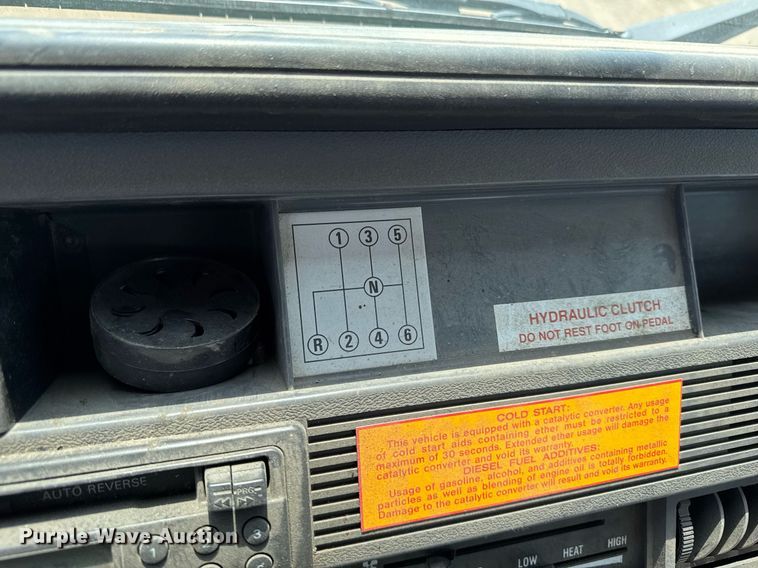 1 3 5
N
R 2 4 6
HYDRAULIC CLUTCH
DO NOT REST FOOT ON PEDAL
COLD START:
This vehicle is equipped with a catalytic converter. Any usage
of cold start aids containing ether must be restricted to a
maximum of 30 seconds. Extended ether usage will damage the
catalytic converter and void its warranty.
DIESEL FUEL ADDITIVES:
Usage of gasoline, alcohol, and additives containing metallic
particles as well as blending of engine oil is totally forbidden.
Damage to the catalytic converter will result and void its warranty.
AUTO REVERSE
PRG
1
3
LOW HEAT HIGH
Purple Wave Auction